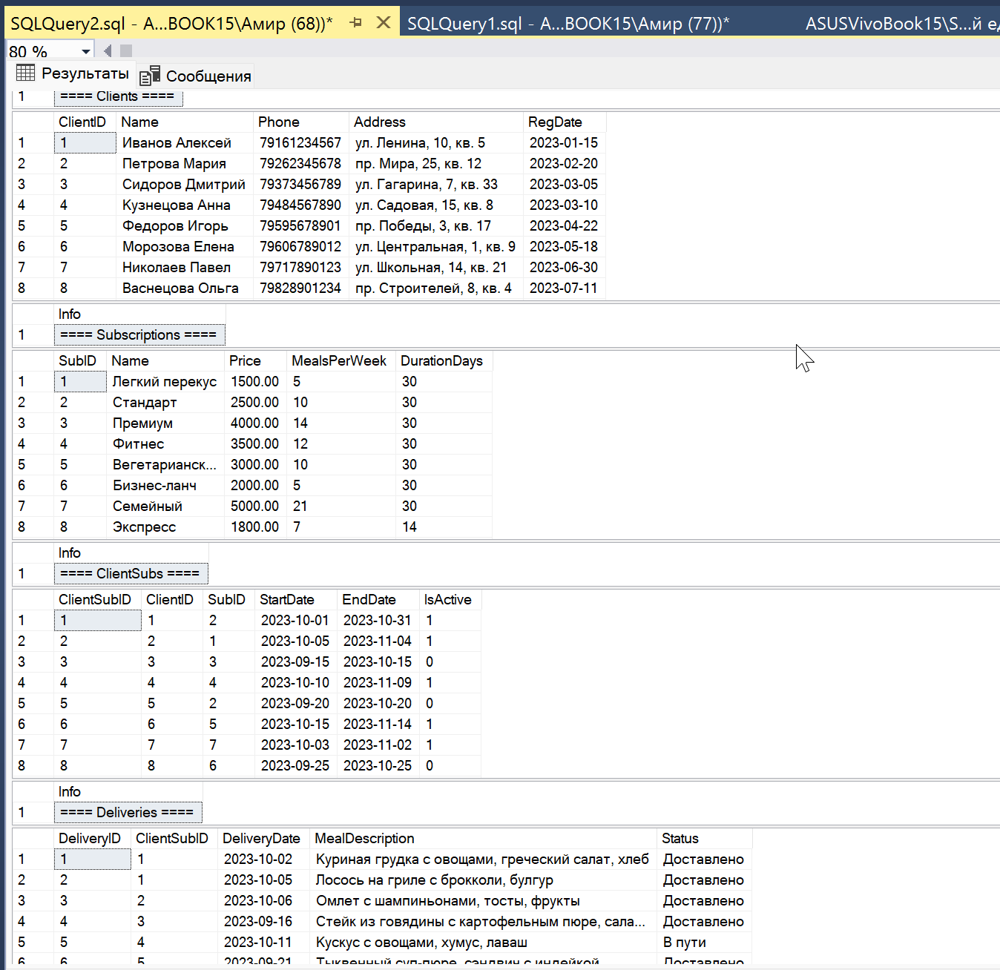 SQLQuery2.sql - A...BOOK15\Амир (68))* SQLQuery1.sql - A...BOOK15\Амир (77))* ASUSVivoBook15\S...й
80 %
Результаты Сообщения
1 ==== Clients ====
ClientID Name Phone Address RegDate
1 1 Иванов Алексей 79161234567 ул. Ленина, 10, кв. 5 2023-01-15
2 2 Петрова Мария 79262345678 пр. Мира, 25, кв. 12 2023-02-20
3 3 Сидоров Дмитрий 79373456789 ул. Гагарина, 7, кв. 33 2023-03-05
4 4 Кузнецова Анна 79484567890 ул. Садовая, 15, кв. 8 2023-03-10
5 5 Федоров Игорь 79595678901 пр. Победы, 3, кв. 17 2023-04-22
6 6 Морозова Елена 79606789012 ул. Центральная, 1, кв. 9 2023-05-18
7 7 Николаев Павел 79717890123 ул. Школьная, 14, кв. 21 2023-06-30
8 8 Васнецова Ольга 79828901234 пр. Строителей, 8, кв. 4 2023-07-11
Info
1 ==== Subscriptions ====
SubID Name Price MealsPerWeek DurationDays
1 1 Легкий перекус 1500.00 5 30
2 2 Стандарт 2500.00 10 30
3 3 Премиум 4000.00 14 30
4 4 Фитнес 3500.00 12 30
5 5 Вегетарианск... 3000.00 10 30
6 6 Бизнес-ланч 2000.00 5 30
7 7 Семейный 5000.00 21 30
8 8 Экспресс 1800.00 7 14
Info
1 ==== ClientSubs ====
ClientSubID ClientID SubID StartDate EndDate IsActive
1 1 1 2 2023-10-01 2023-10-31 1
2 2 2 1 2023-10-05 2023-11-04 1
3 3 3 3 2023-09-15 2023-10-15 0
4 4 4 4 2023-10-10 2023-11-09 1
5 5 5 2 2023-09-20 2023-10-20 0
6 6 6 5 2023-10-15 2023-11-14 1
7 7 7 7 2023-10-03 2023-11-02 1
8 8 8 6 2023-09-25 2023-10-25 0
Info
1 ==== Deliveries ====
DeliveryID ClientSubID DeliveryDate MealDescription Status
1 1 1 2023-10-02 Куриная грудка с овощами, греческий салат, хлеб Доставлено
2 2 1 2023-10-05 Лосось на гриле с брокколи, булгур Доставлено
3 3 2 2023-10-06 Омлет с шампиньонами, тосты, фрукты Доставлено
4 4 3 2023-09-16 Стейк из говядины с картофельным пюре, сала... Доставлено
5 5 4 2023-10-11 Кускус с овощами, хумус, лаваш В пути
6 6 5 2023-09-21 Тыквенный суп-пюре, сэндвич с индейкой Доставлено